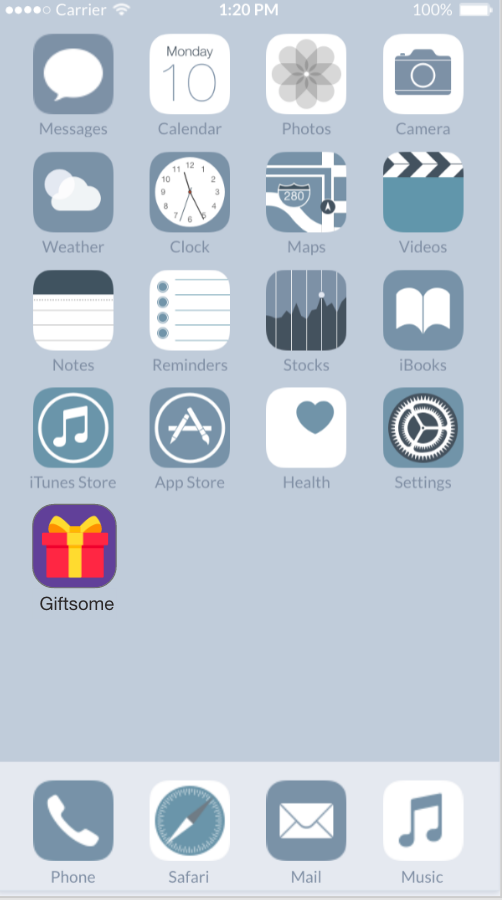 Carrier 1:20 PM 100%
Monday
10
Messages Calendar Photos Camera
11 12 1
10 2
9 3
8 4
7 6 5
280
Weather Clock Maps Videos
Notes Reminders Stocks iBooks
iTunes Store App Store Health Settings
Giftsome
Phone Safari Mail Music